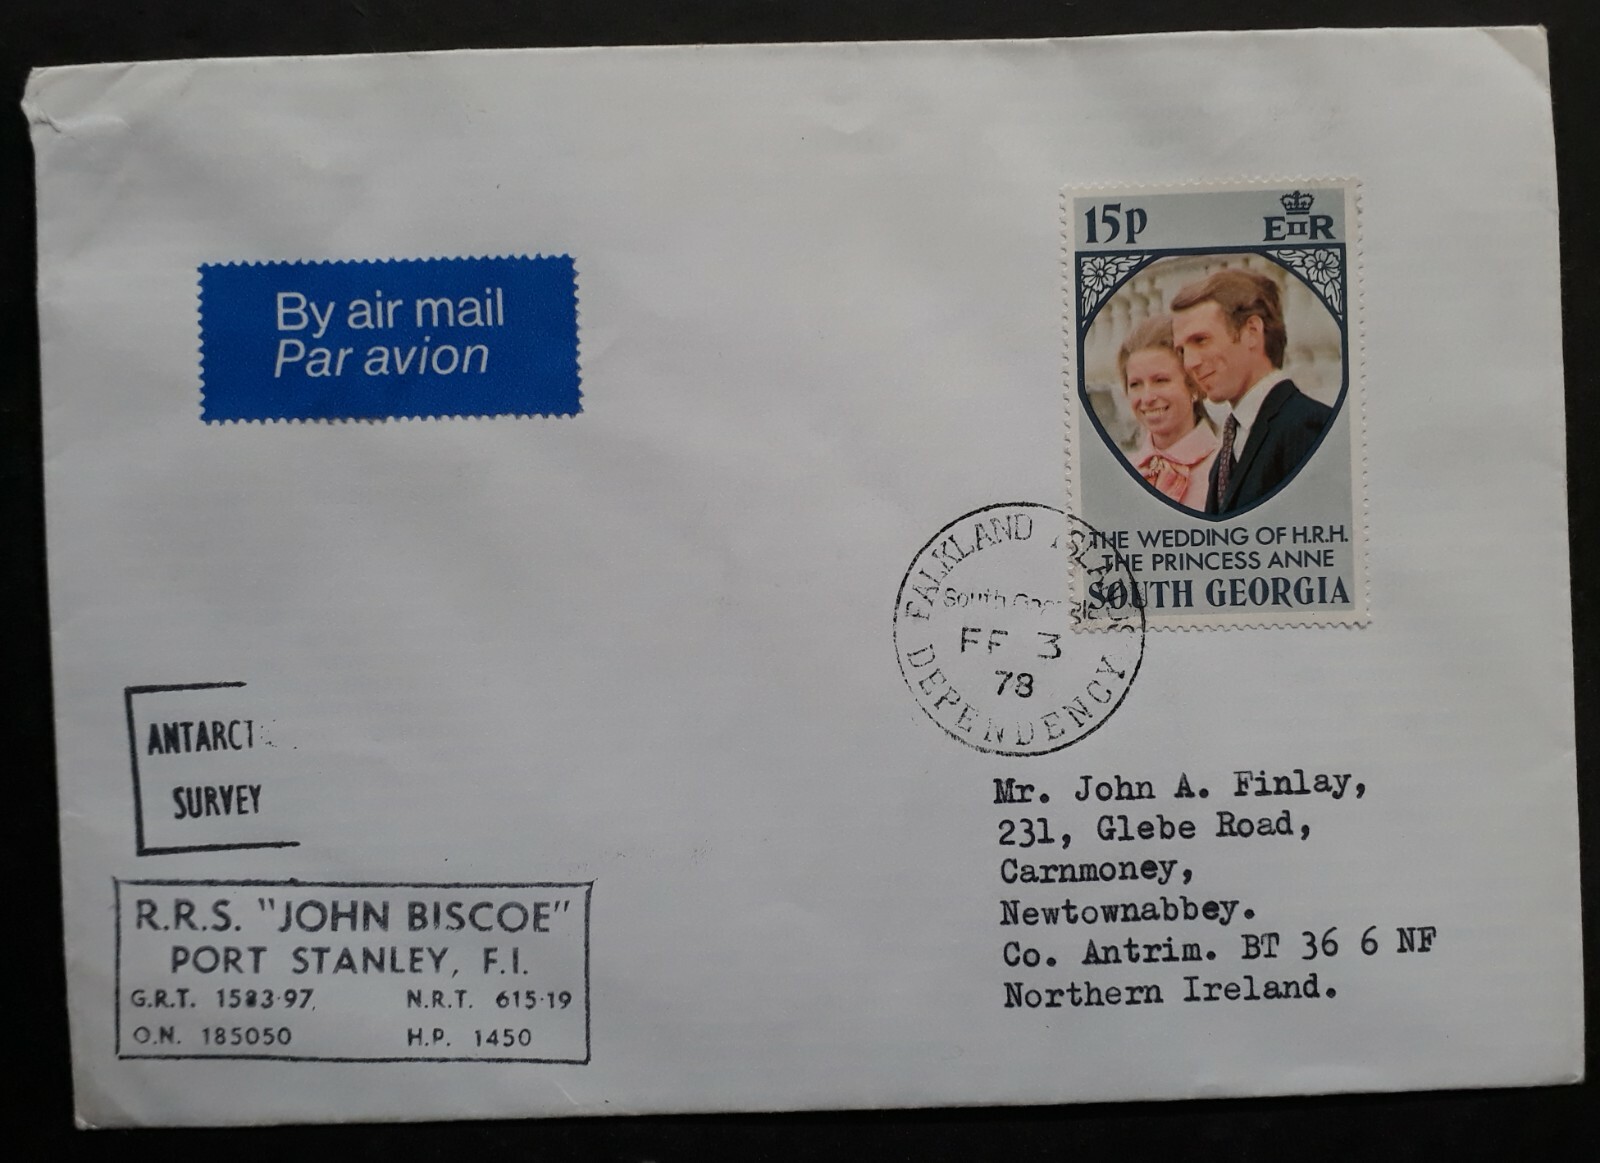 By air mail
Par avion
15p
EIIR
THE WEDDING OF H.R.H.
THE PRINCESS ANNE
SOUTH GEORGIA
FALKLAND ISLANDS
South
3
78
DEPENDENCY
SURVEY
R.R.S. "JOHN BISCOE"
PORT STANLEY, F.I.
G.R.T. 1583·97. N.R.T. 615·19
O.N. 185050 H.P. 1450
Mr. John A. Finlay,
231, Glebe Road,
Carnmoney,
Newtownabbey.
Co. Antrim. BT 36 6 NF
Northern Ireland.